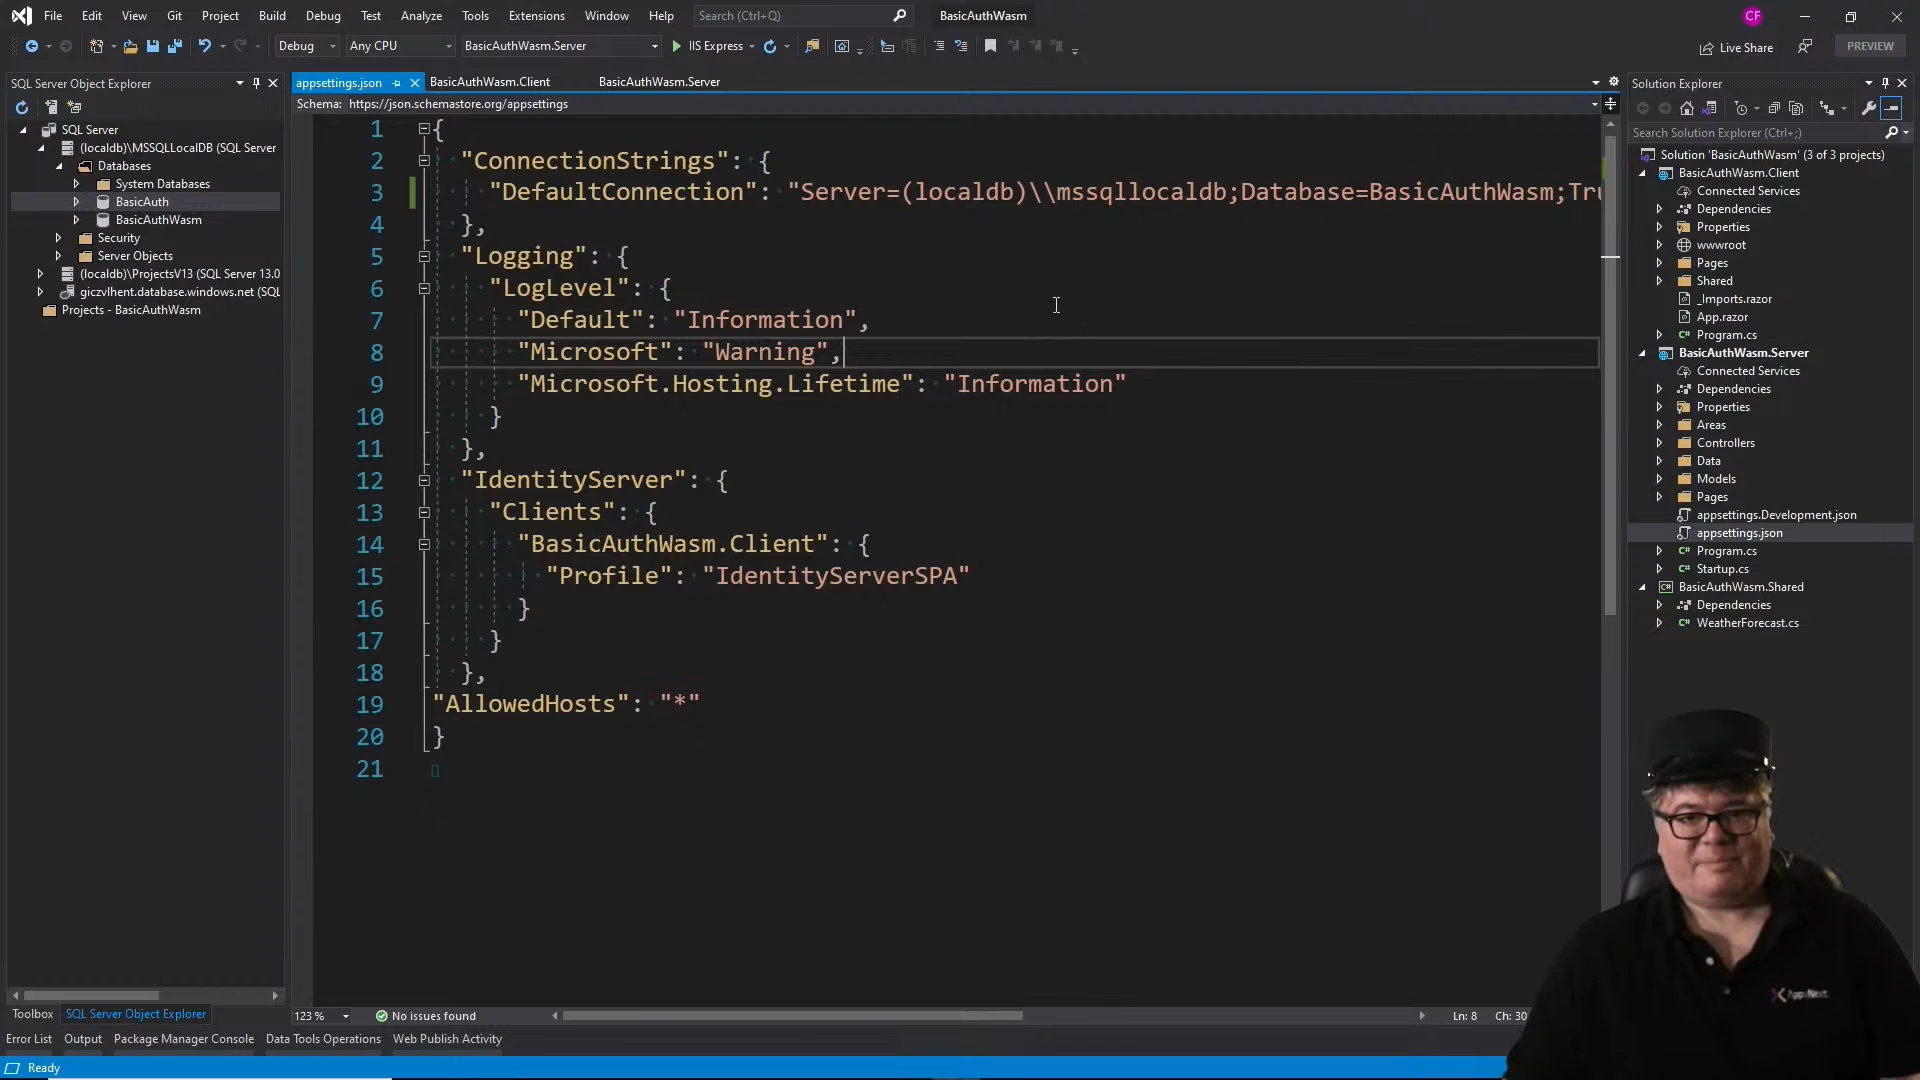 File Edit View Git Project Build Debug Test Analyze Tools Extensions Window Help Search (Ctrl+Q) BasicAuthWasm CF
Debug Any CPU BasicAuthWasm.Server IIS Express Live Share PREVIEW
SQL Server Object Explorer
SQL Server
(localdb)\MSSQLLocalDB (SQL Server
Databases
System Databases
BasicAuth
BasicAuthWasm
Security
Server Objects
(localdb)\ProjectsV13 (SQL Server 13.0
giczvlhent.database.windows.net (SQL
Projects - BasicAuthWasm
Toolbox SQL Server Object Explorer
appsettings.json BasicAuthWasm.Client BasicAuthWasm.Server
Schema: https://json.schemastore.org/appsettings
1 {
2 "ConnectionStrings": {
3 "DefaultConnection": "Server=(localdb)\\mssqllocaldb;Database=BasicAuthWasm;Tru
4 },
5 "Logging": {
6 "LogLevel": {
7 "Default": "Information",
8 "Microsoft": "Warning",
9 "Microsoft.Hosting.Lifetime": "Information"
10 }
11 },
12 "IdentityServer": {
13 "Clients": {
14 "BasicAuthWasm.Client": {
15 "Profile": "IdentityServerSPA"
16 }
17 }
18 },
19 "AllowedHosts": "*"
20 }
21
123 % No issues found Ln: 8 Ch: 30
Solution Explorer
Search Solution Explorer (Ctrl+;)
Solution 'BasicAuthWasm' (3 of 3 projects)
BasicAuthWasm.Client
Connected Services
Dependencies
Properties
wwwroot
Pages
Shared
_Imports.razor
App.razor
Program.cs
BasicAuthWasm.Server
Connected Services
Dependencies
Properties
Areas
Controllers
Data
Models
Pages
appsettings.Development.json
appsettings.json
Program.cs
Startup.cs
BasicAuthWasm.Shared
Dependencies
WeatherForecast.cs
Error List Output Package Manager Console Data Tools Operations Web Publish Activity
Ready